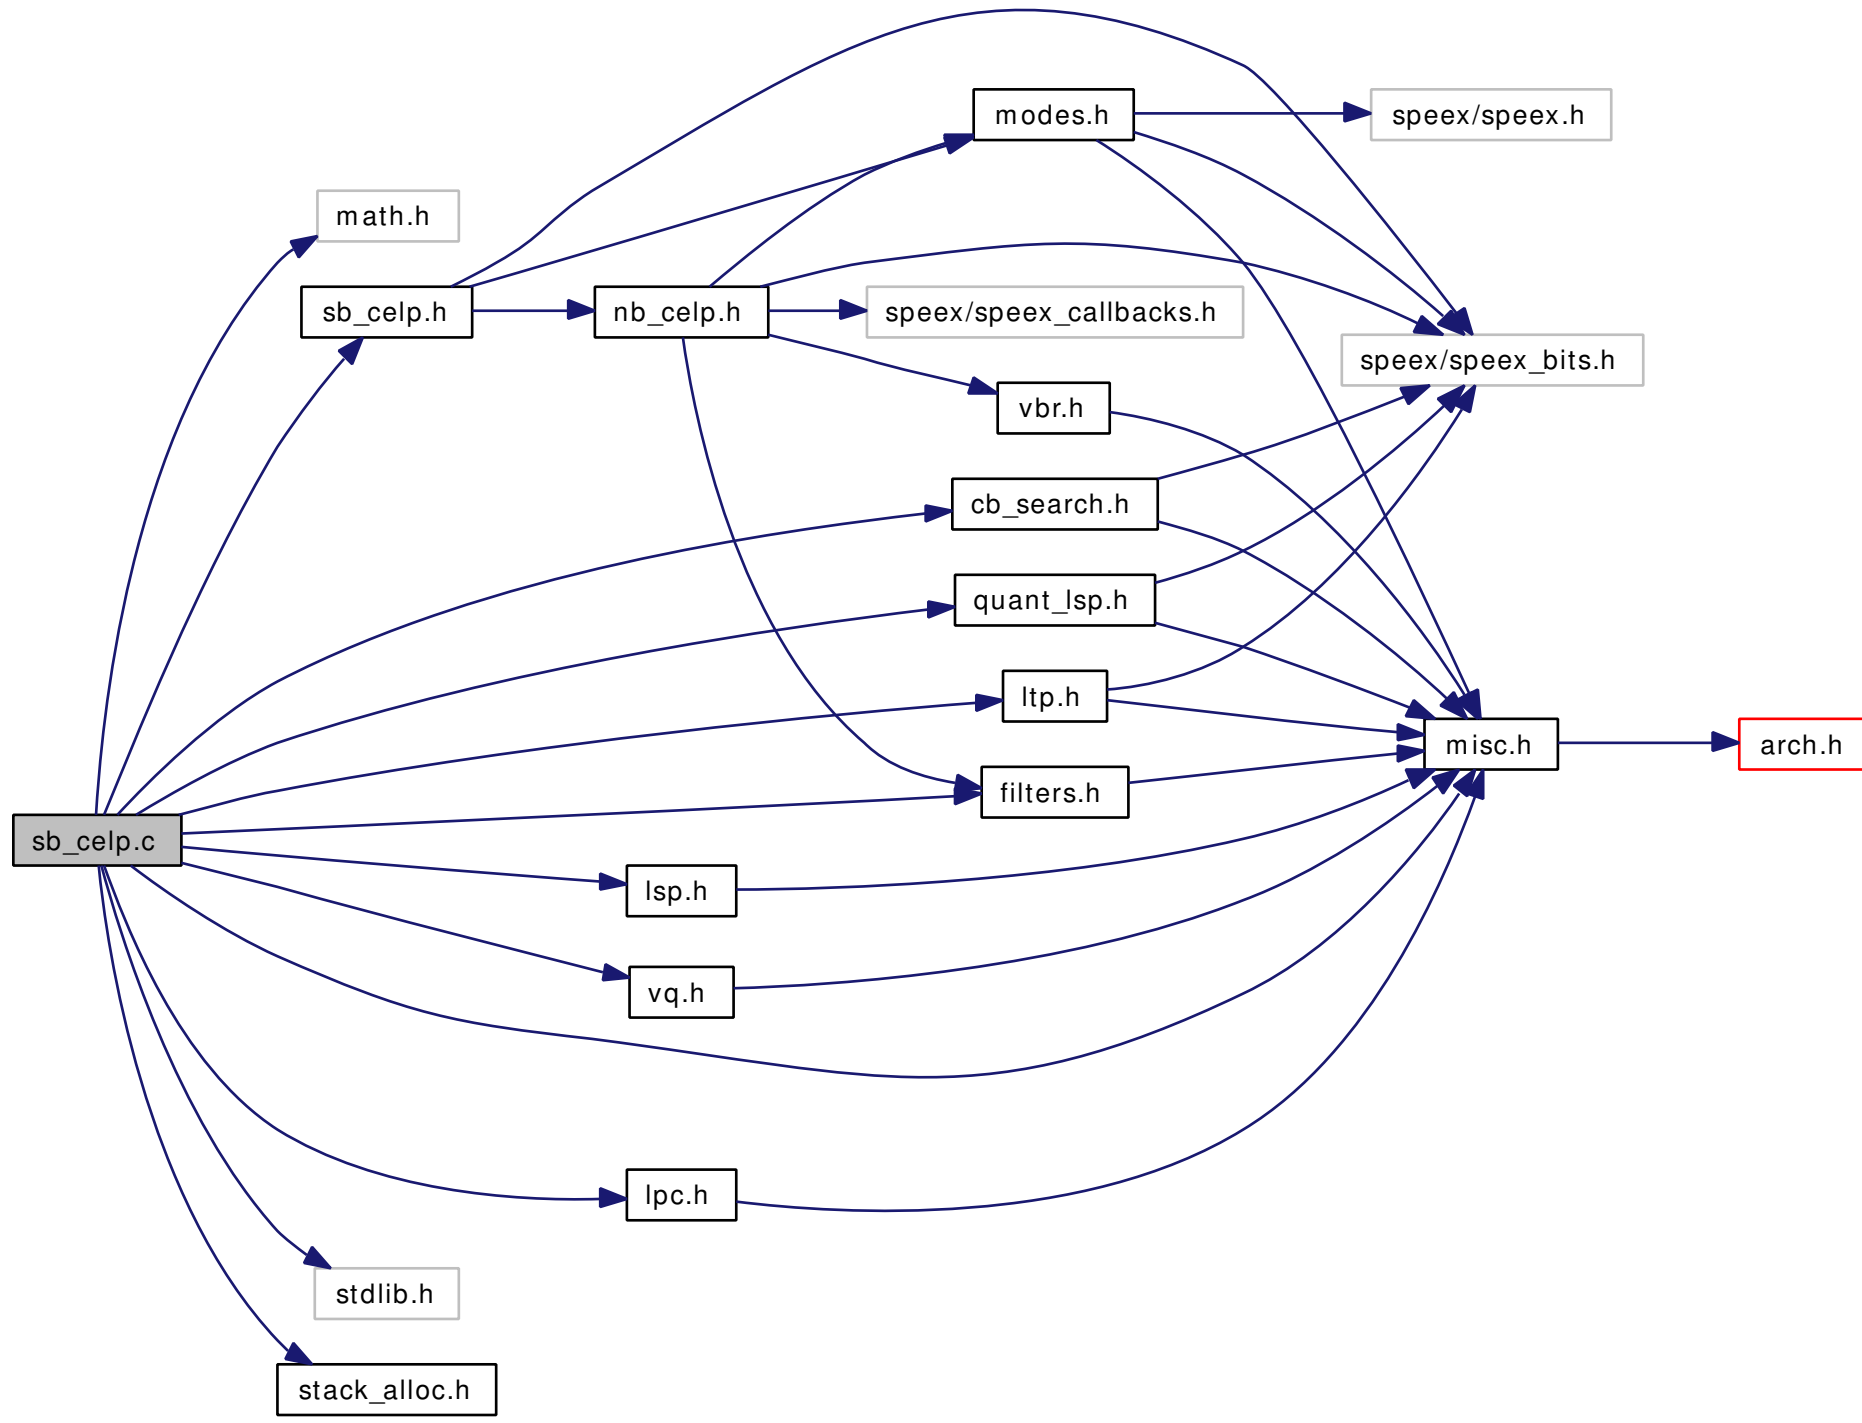 modes.h
speex/speex.h
math.h
sb_celp.h
nb_celp.h
speex/speex_callbacks.h
speex/speex_bits.h
vbr.h
cb_search.h
quant_lsp.h
ltp.h
misc.h
arch.h
filters.h
sb_celp.c
lsp.h
vq.h
lpc.h
stdlib.h
stack_alloc.h